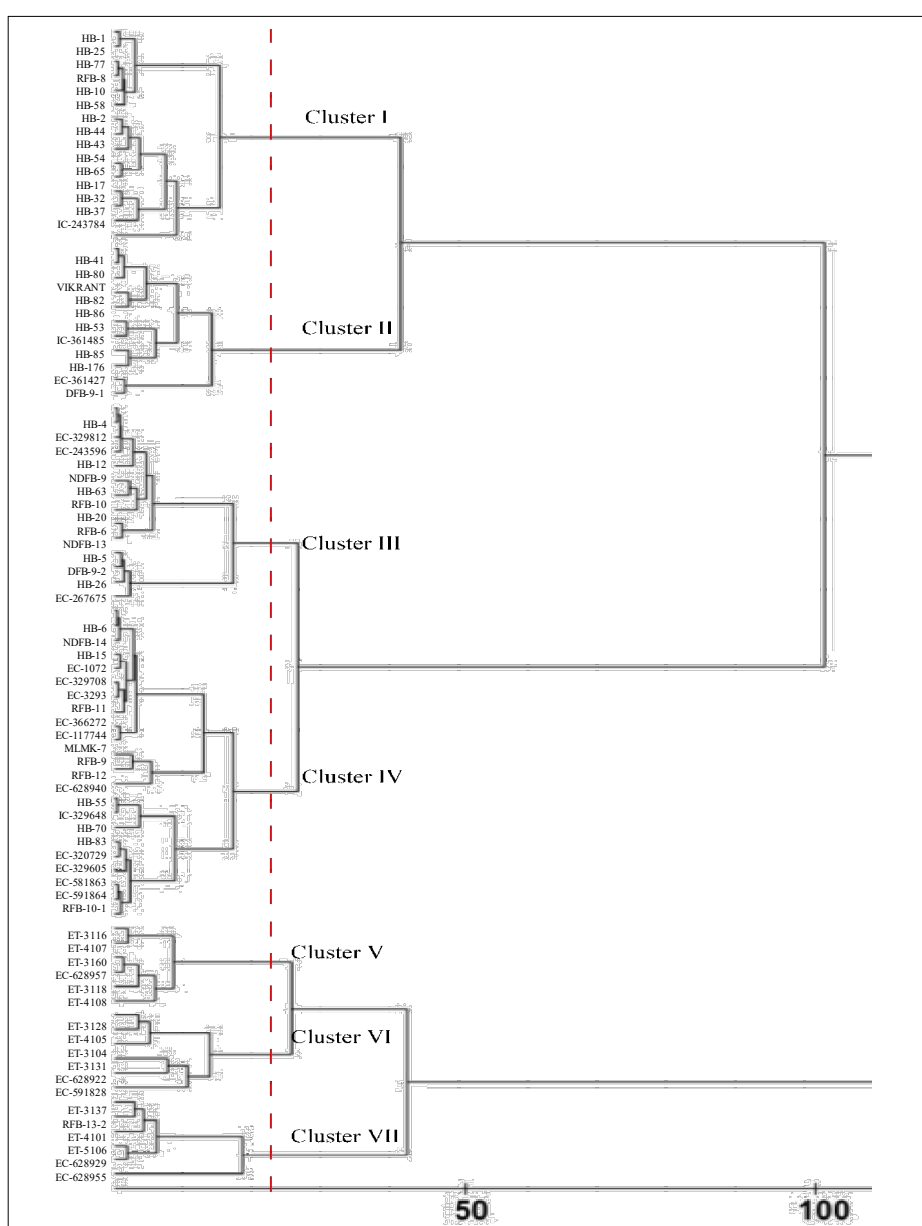 HB-1
HB-25
HB-77
RFB-8
HB-10
HB-58
HB-2
Cluster I
HB-44
HB-43
HB-54
HB-65
HB-17
HB-32
HB-37
IC-243784
HB-41
HB-80
VIKRANT
HB-82
HB-86
HB-53
Cluster II
IC-361485
HB-85
HB-176
EC-361427
DFB-9-1
HB-4
EC-329812
EC-243596
HB-12
NDFB-9
HB-63
RFB-10
HB-20
RFB-6
NDFB-13
Cluster III
HB-5
DFB-9-2
HB-26
EC-267675
HB-6
NDFB-14
HB-15
EC-1072
EC-329708
EC-3293
RFB-11
EC-366272
EC-117744
MLMK-7
RFB-9
RFB-12
Cluster IV
EC-628940
HB-55
IC-329648
HB-70
HB-83
EC-320729
EC-329605
EC-581863
EC-591864
RFB-10-1
ET-3116
ET-4107
Cluster V
ET-3160
EC-628957
ET-3118
ET-4108
ET-3128
ET-4105
Cluster VI
ET-3104
ET-3131
EC-628922
EC-591828
ET-3137
RFB-13-2
ET-4101
Cluster VII
ET-5106
EC-628929
EC-628955
50 100